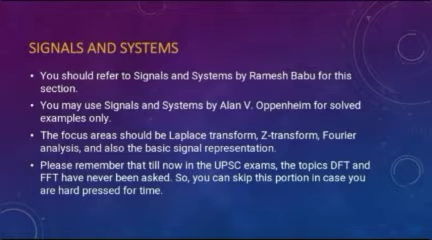 SIGNALS AND SYSTEMS
• You should refer to Signals and Systems by Ramesh Babu for this
section.
• You may use Signals and Systems by Alan V. Oppenheim for solved
examples only.
• The focus areas should be Laplace transform, Z-transform, Fourier
analysis, and also the basic signal representation.
• Please remember that till now in the UPSC exams, the topics DFT and
FFT have never been asked. So, you can skip this portion in case you
are hard pressed for time.